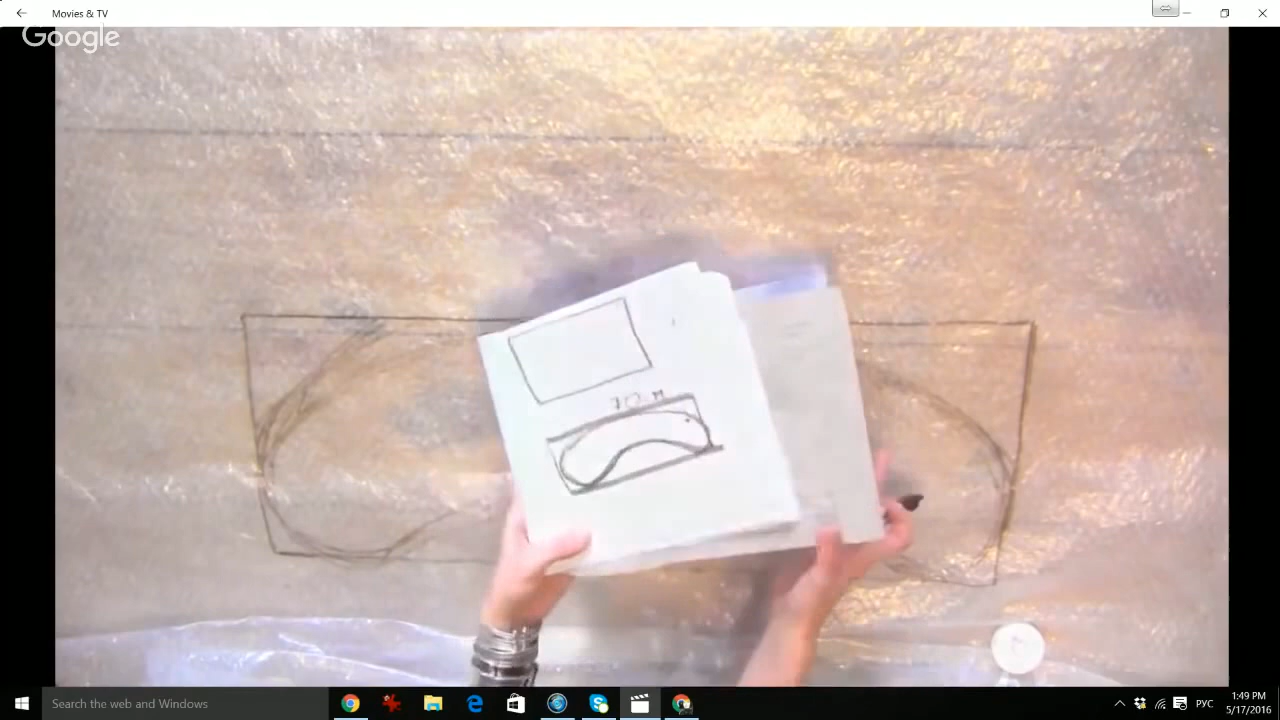 Movies & TV
Google
Search the web and Windows
РУС
1:49 PM
5/17/2016